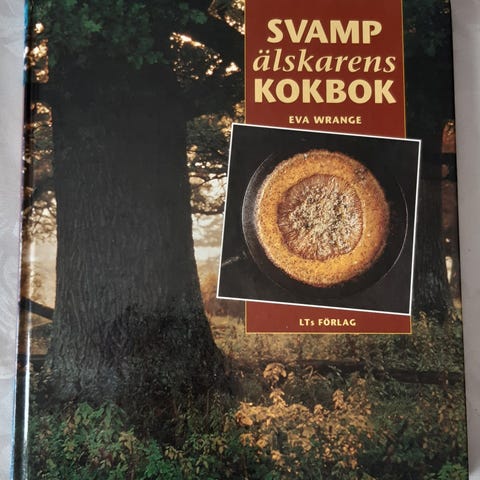 SVAMP
älskarens
KOKBOK
EVA WRANGE
LTs FÖRLAG